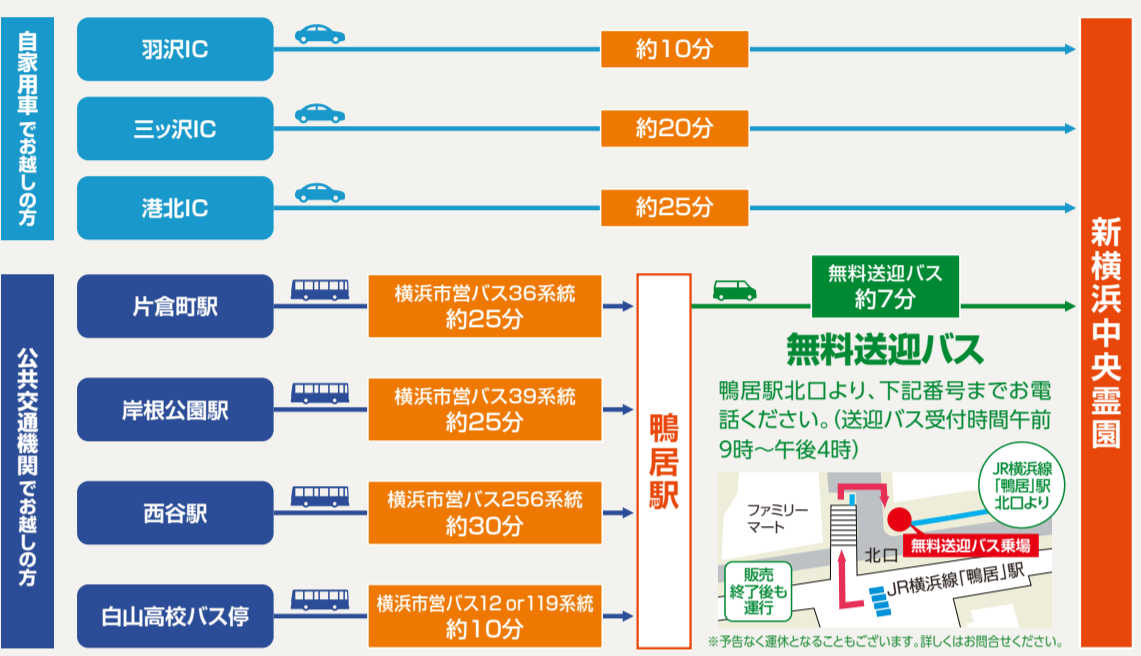 自家用車でお越しの方
羽沢IC
約10分
三ッ沢IC
約20分
港北IC
約25分
公共交通機関でお越しの方
片倉町駅
横浜市営バス36系統
約25分
岸根公園駅
横浜市営バス39系統
約25分
西谷駅
横浜市営バス256系統
約30分
白山高校バス停
横浜市営バス12 or119系統
約10分
鴨居駅
無料送迎バス
約7分
無料送迎バス
鴨居駅北口より、下記番号までお電
話ください。(送迎バス受付時間午前
9時〜午後4時)
JR横浜線
「鴨居」駅
北口より
ファミリー
マート
北口
無料送迎バス乗場
JR横浜線「鴨居」駅
販売
終了後も
運行
※予告なく運休となることもございます。詳しくはお問合せください。
新横浜中央霊園